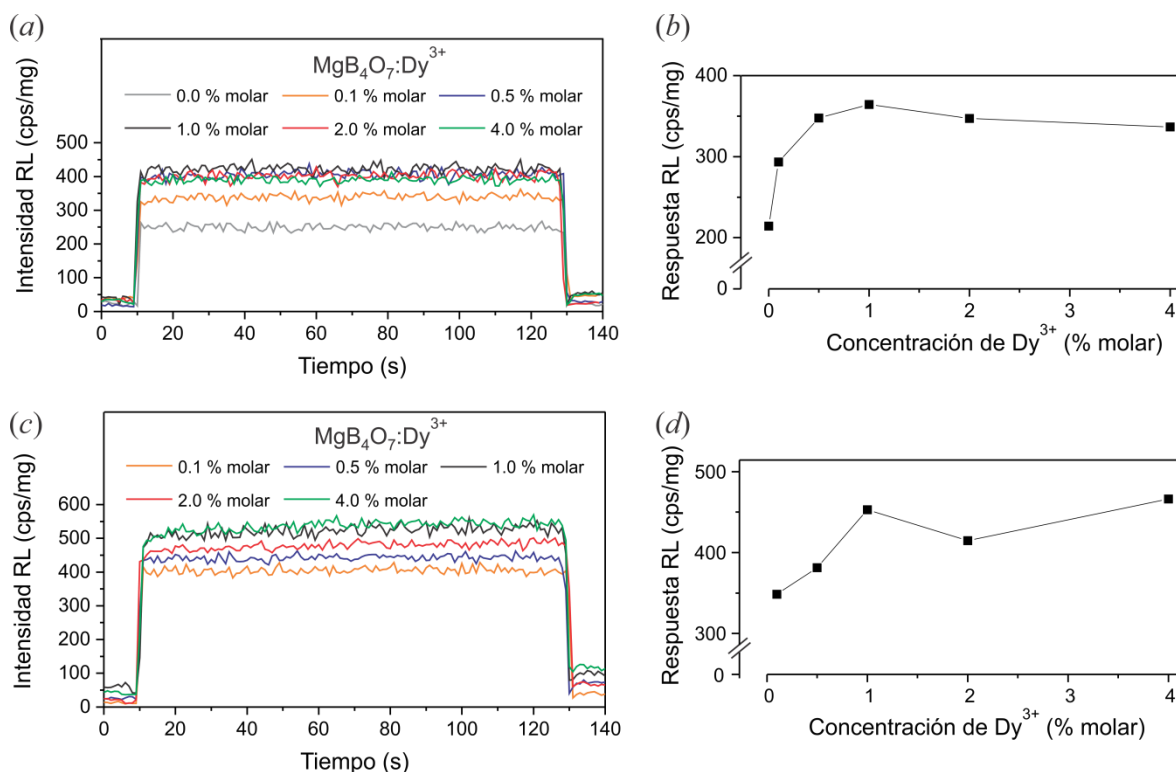 (a)
MgB4O7:Dy3+
0.0 % molar 0.1 % molar 0.5 % molar
1.0 % molar 2.0 % molar 4.0 % molar
Intensidad RL (cps/mg)
500
400
300
200
100
0
0 20 40 60 80 100 120 140
Tiempo (s)
(b)
Respuesta RL (cps/mg)
400
300
200
0
0 1 2 3 4
Concentración de Dy3+ (% molar)
(c)
MgB4O7:Dy3+
0.1 % molar 0.5 % molar 1.0 % molar
2.0 % molar 4.0 % molar
Intensidad RL (cps/mg)
600
500
400
300
200
100
0
0 20 40 60 80 100 120 140
Tiempo (s)
(d)
Respuesta RL (cps/mg)
500
400
300
0
0 1 2 3 4
Concentración de Dy3+ (% molar)